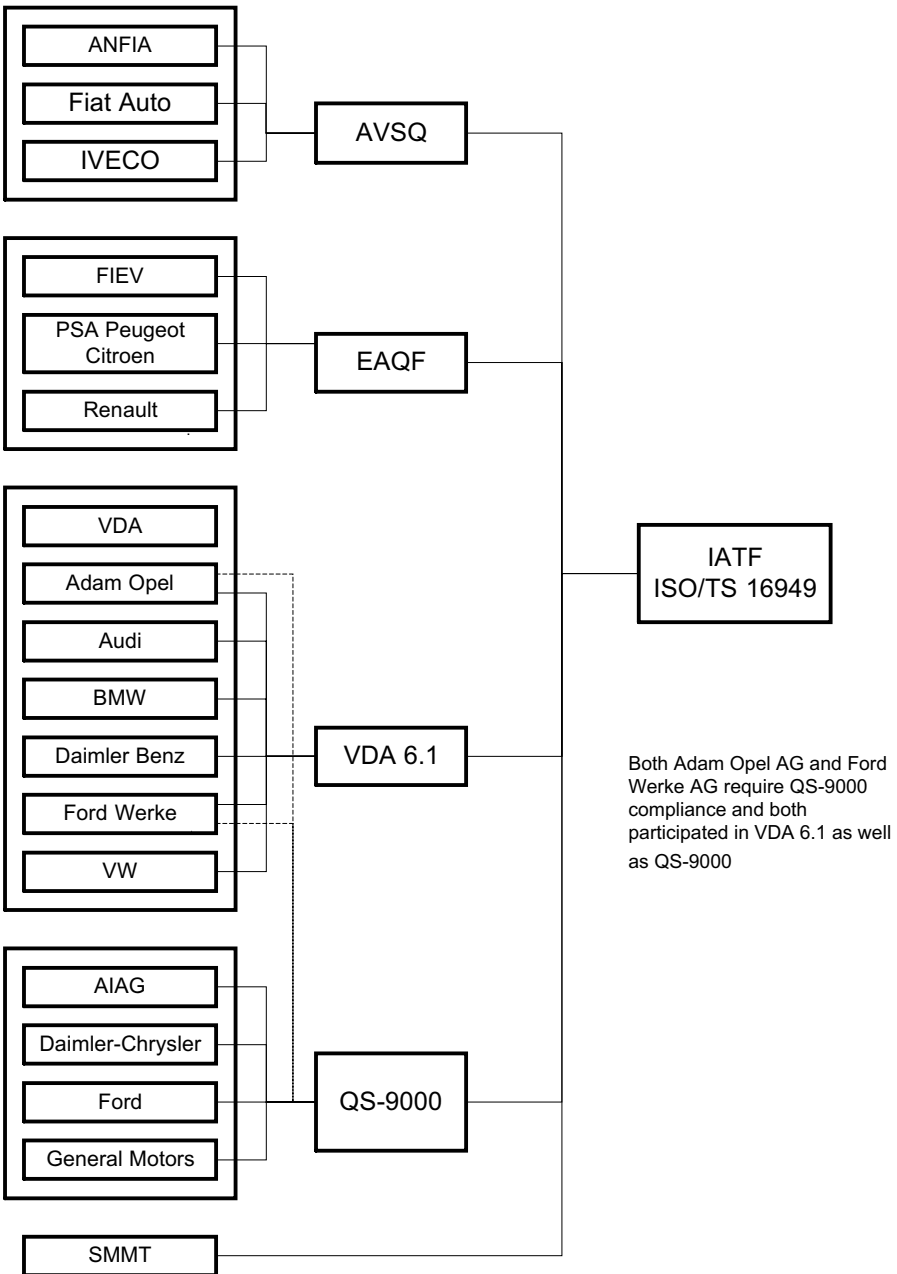 ANFIA
Fiat Auto
IVECO
AVSQ
FIEV
PSA Peugeot
Citroen
Renault
EAQF
VDA
Adam Opel
Audi
BMW
Daimler Benz
Ford Werke
VW
VDA 6.1
AIAG
Daimler-Chrysler
Ford
General Motors
QS-9000
SMMT
IATF
ISO/TS 16949
Both Adam Opel AG and Ford
Werke AG require QS-9000
compliance and both
participated in VDA 6.1 as well
as QS-9000